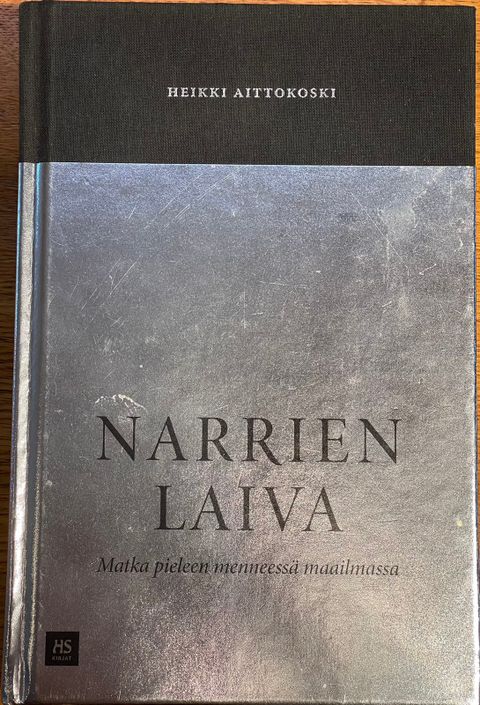 HEIKKI AITTOKOSKI
NARRIEN
LAIVA
Matka pieleen menneessä maailmassa
HS
KIRJAT